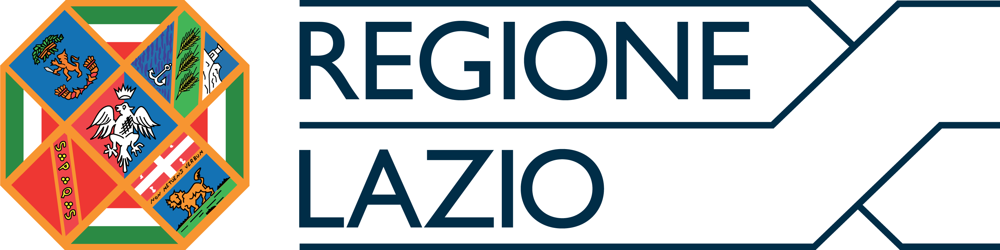 REGIONE
LAZIO
S P Q S
NON METUENS VERBUM